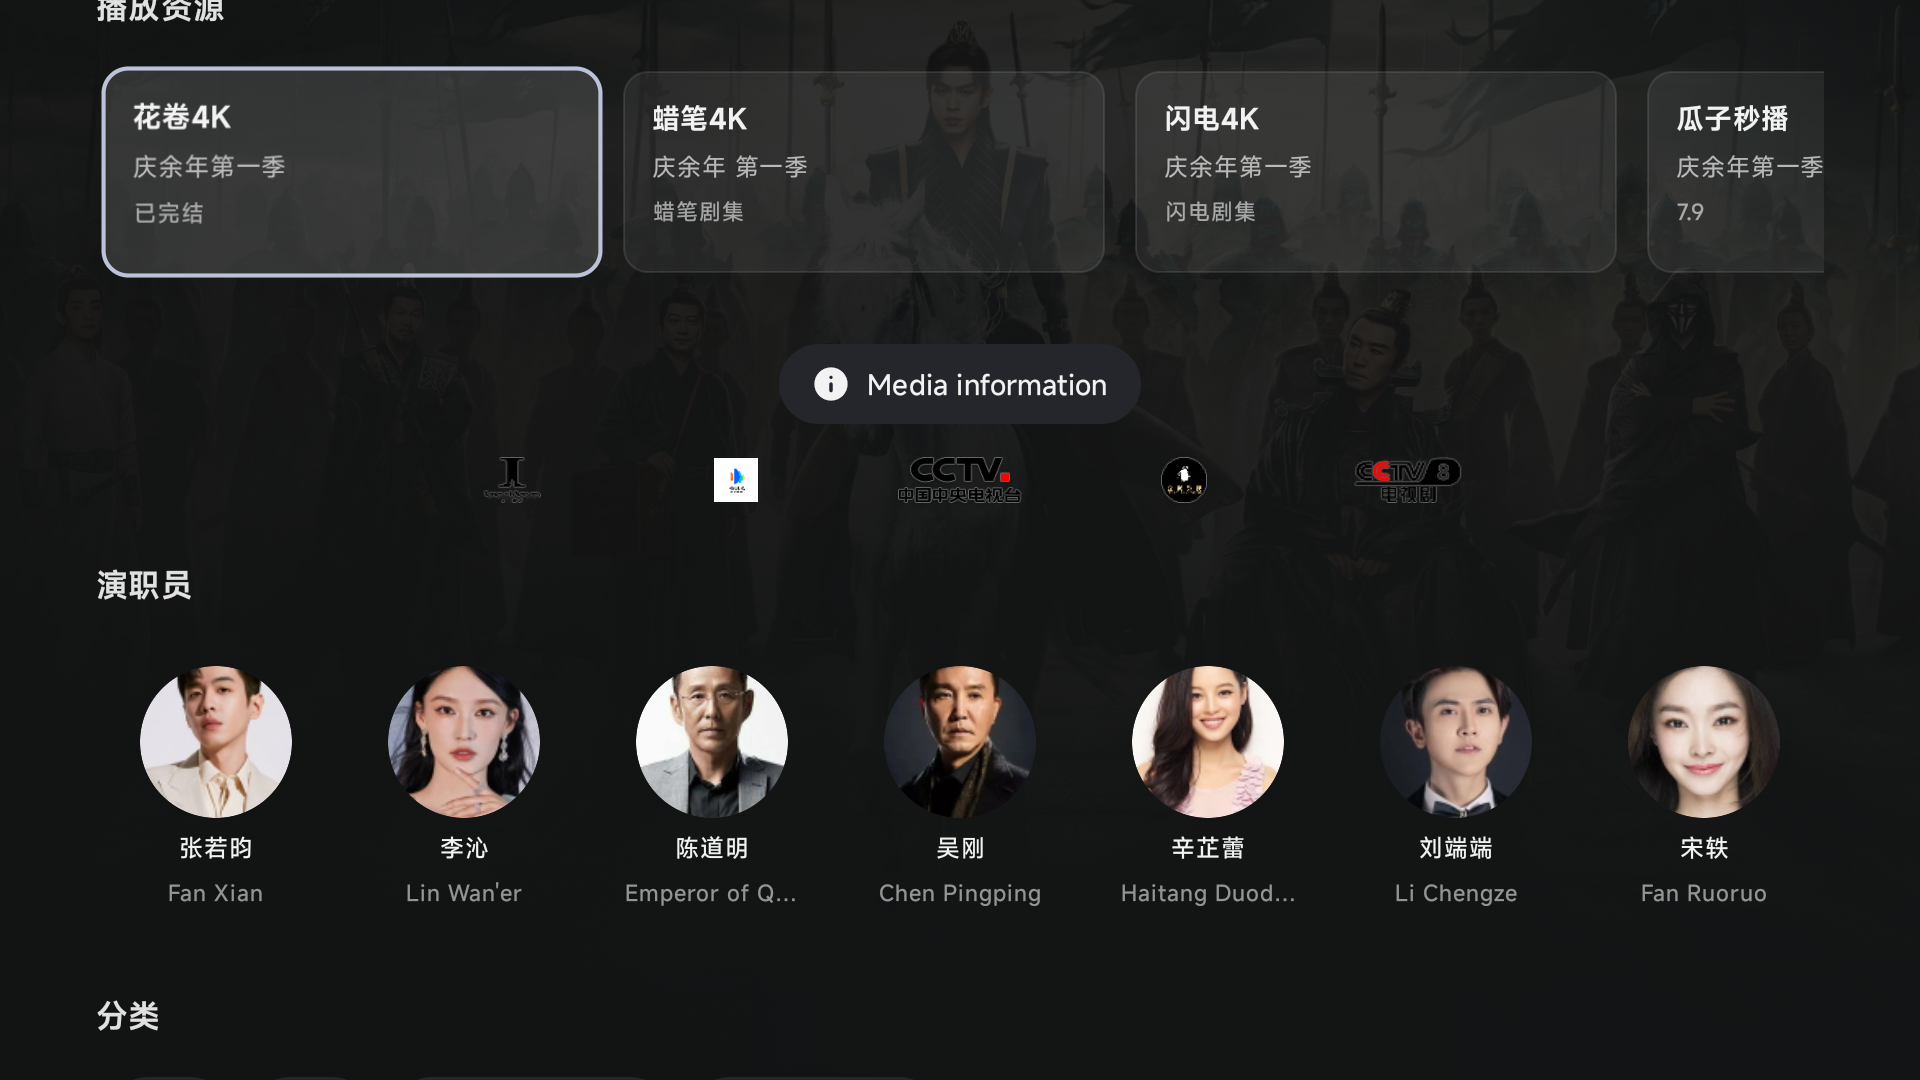 播放资源
花卷4K
庆余年第一季
已完结
蜡笔4K
庆余年 第一季
蜡笔剧集
闪电4K
庆余年第一季
闪电剧集
瓜子秒播
庆余年第一季
7.9
Media information
CCTV
中国中央电视台
CCTV 8
电视剧
演职员
张若昀
Fan Xian
李沁
Lin Wan'er
陈道明
Emperor of Q...
吴刚
Chen Pingping
辛芷蕾
Haitang Duod...
刘端端
Li Chengze
宋轶
Fan Ruoruo
分类